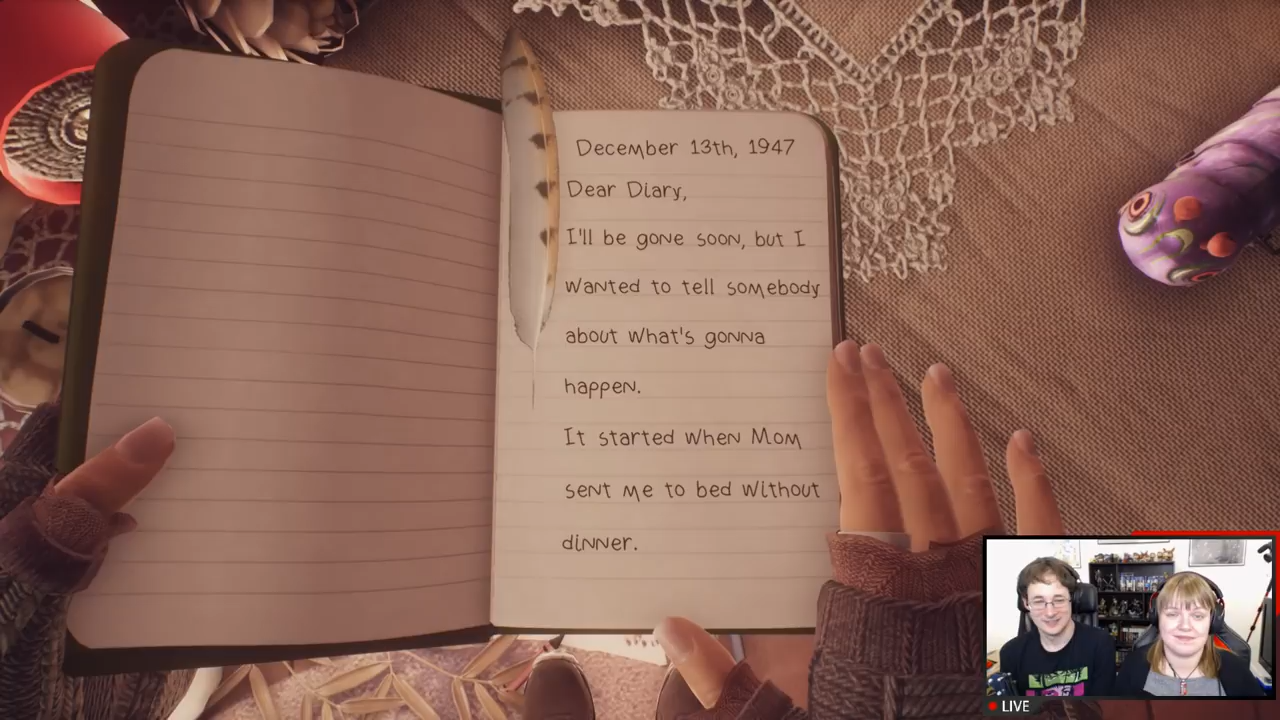 December 13th, 1947
Dear Diary,
I'll be gone soon, but I
wanted to tell somebody
about what's gonna
happen.
It started when Mom
sent me to bed without
dinner.
LIVE